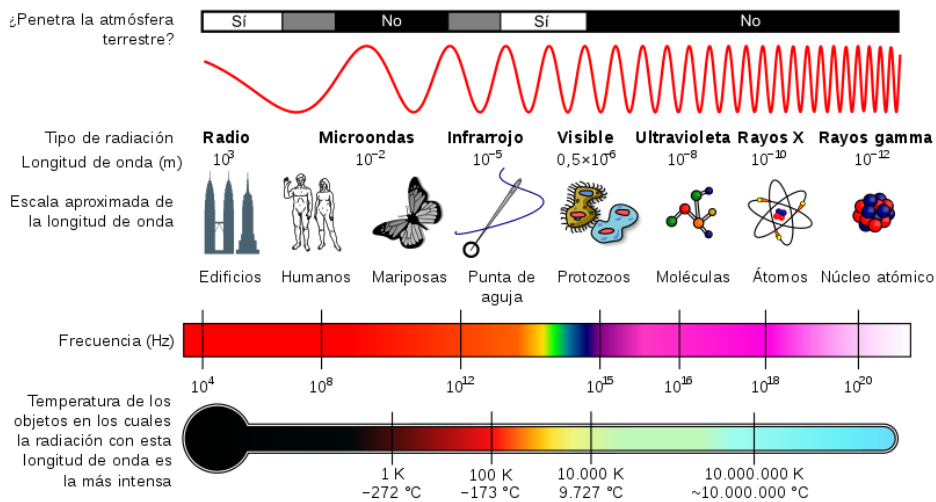 ¿Penetra la atmósfera
terrestre?
Sí No Sí No
Tipo de radiación Radio Microondas Infrarrojo Visible Ultravioleta Rayos X Rayos gamma
Longitud de onda (m) 10³ 10⁻² 10⁻⁵ 0,5×10⁻⁶ 10⁻⁸ 10⁻¹⁰ 10⁻¹²
Escala aproximada de
la longitud de onda
Edificios Humanos Mariposas Punta de aguja Protozoos Moléculas Átomos Núcleo atómico
Frecuencia (Hz)
10⁴ 10⁸ 10¹² 10¹⁵ 10¹⁶ 10¹⁸ 10²⁰
Temperatura de los
objetos en los cuales
la radiación con esta
longitud de onda es
la más intensa
1 K 100 K 10.000 K 10.000.000 K
−272 °C −173 °C 9.727 °C ~10.000.000 °C